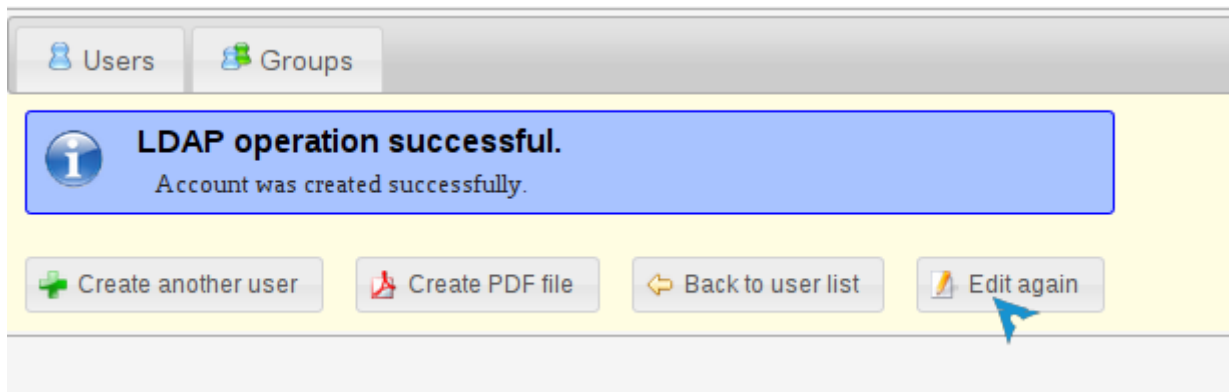 Users Groups
LDAP operation successful.
Account was created successfully.
Create another user Create PDF file Back to user list Edit again